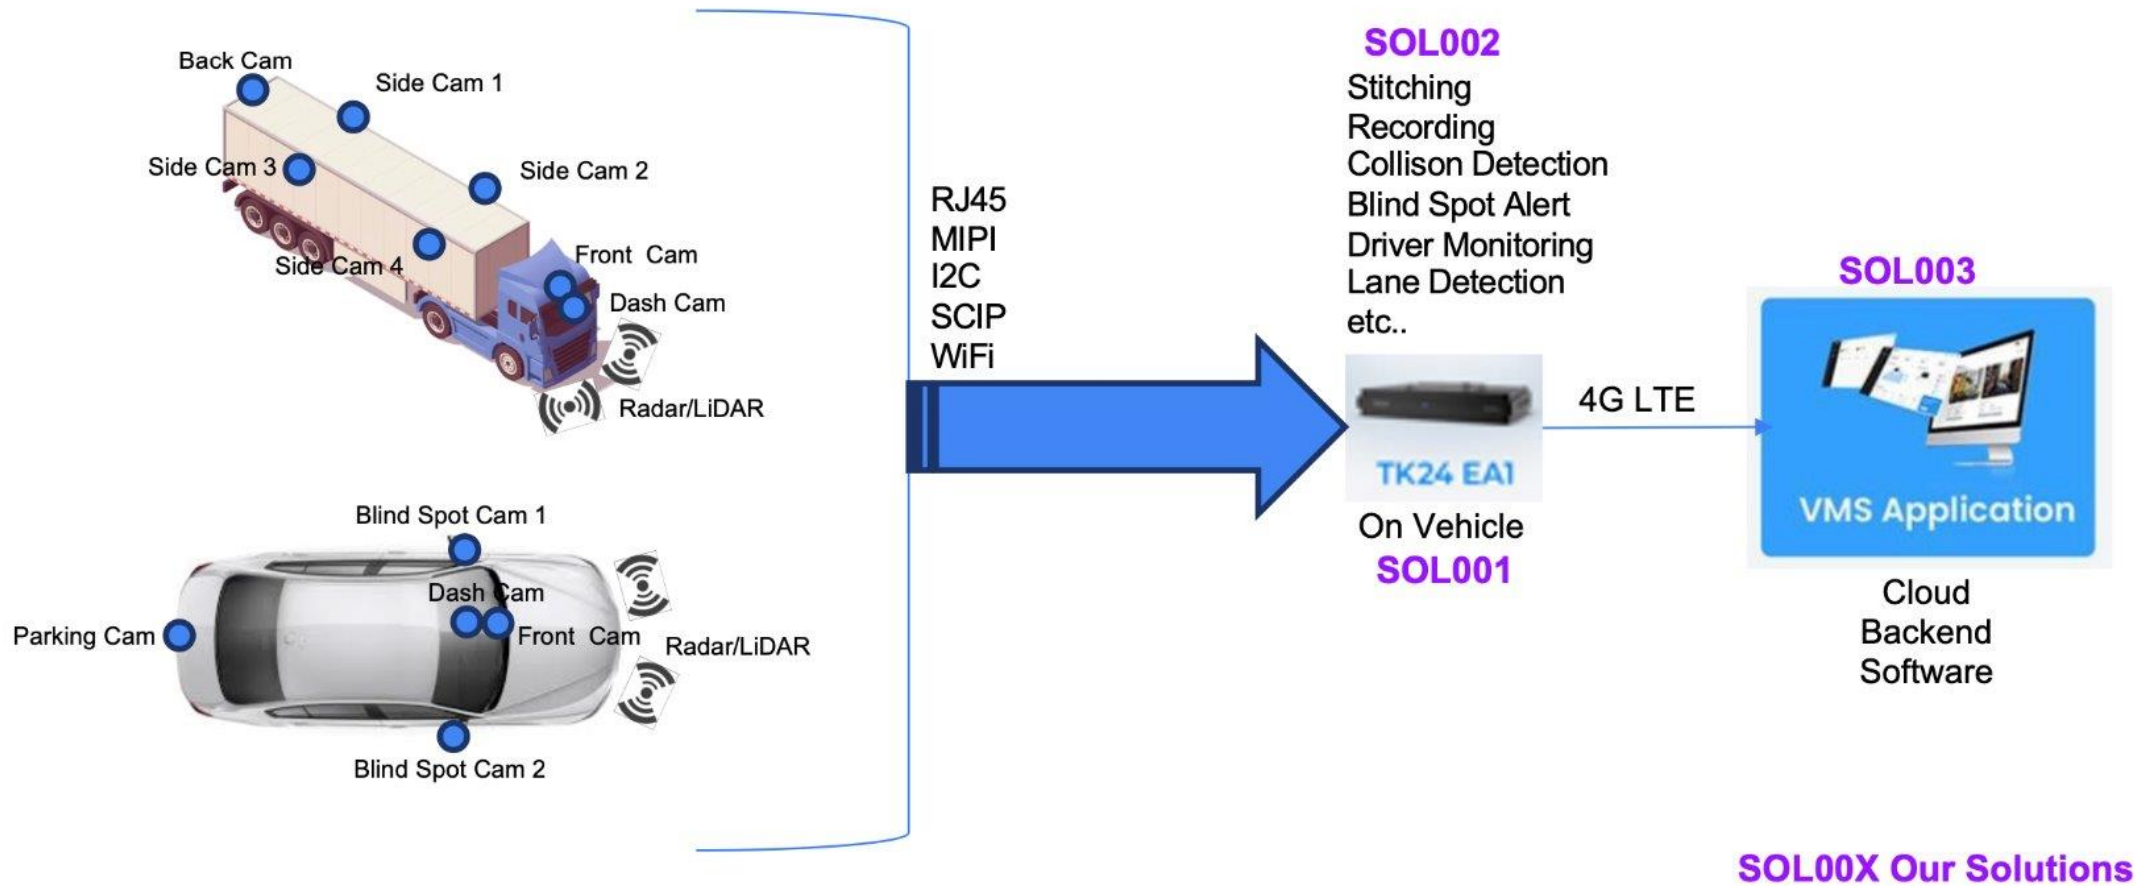 Back Cam
Side Cam 1
Side Cam 3
Side Cam 2
Side Cam 4
Front Cam
Dash Cam
Radar/LiDAR
Blind Spot Cam 1
Dash Cam
Parking Cam
Front Cam
Radar/LiDAR
Blind Spot Cam 2
RJ45
MIPI
I2C
SCIP
WiFi
SOL002
Stitching
Recording
Collison Detection
Blind Spot Alert
Driver Monitoring
Lane Detection
etc..
TK24 EA1
On Vehicle
SOL001
4G LTE
SOL003
VMS Application
Cloud
Backend
Software
SOL00X Our Solutions